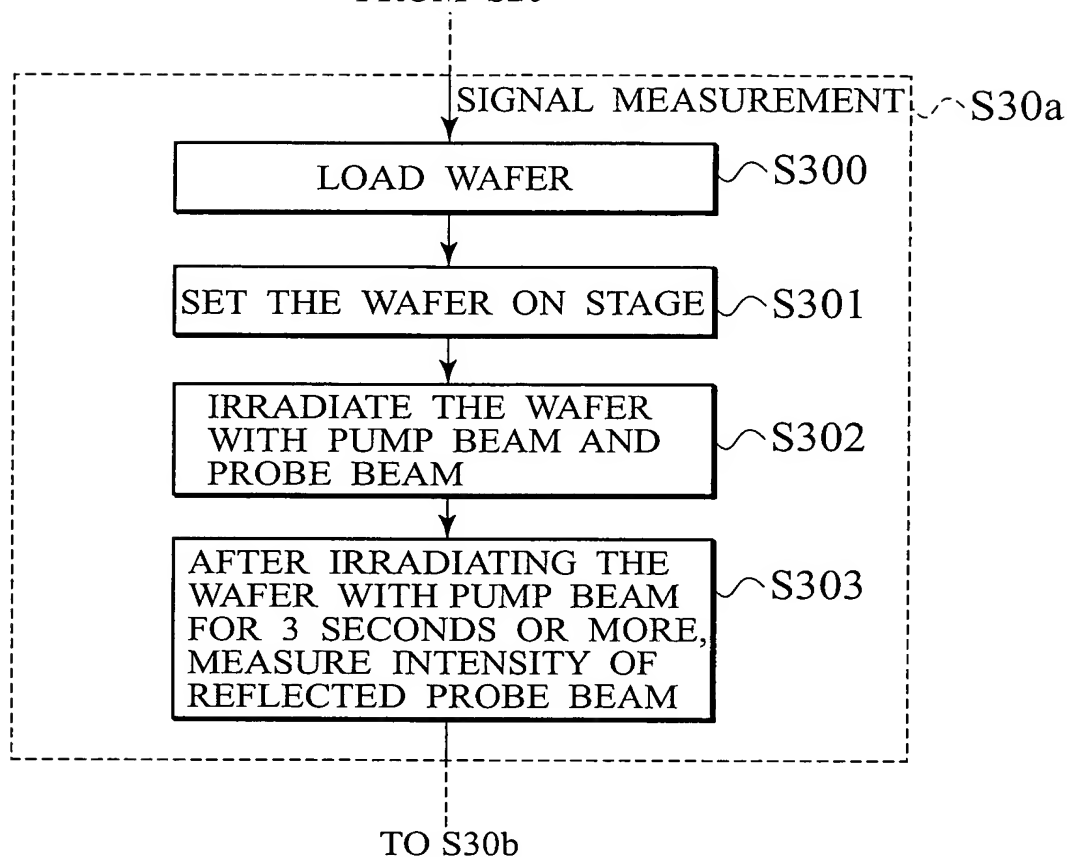 SIGNAL MEASUREMENT
S30a
LOAD WAFER
S300
SET THE WAFER ON STAGE
S301
IRRADIATE THE WAFER
WITH PUMP BEAM AND
PROBE BEAM
S302
AFTER IRRADIATING THE
WAFER WITH PUMP BEAM
FOR 3 SECONDS OR MORE,
MEASURE INTENSITY OF
REFLECTED PROBE BEAM
S303
TO S30b